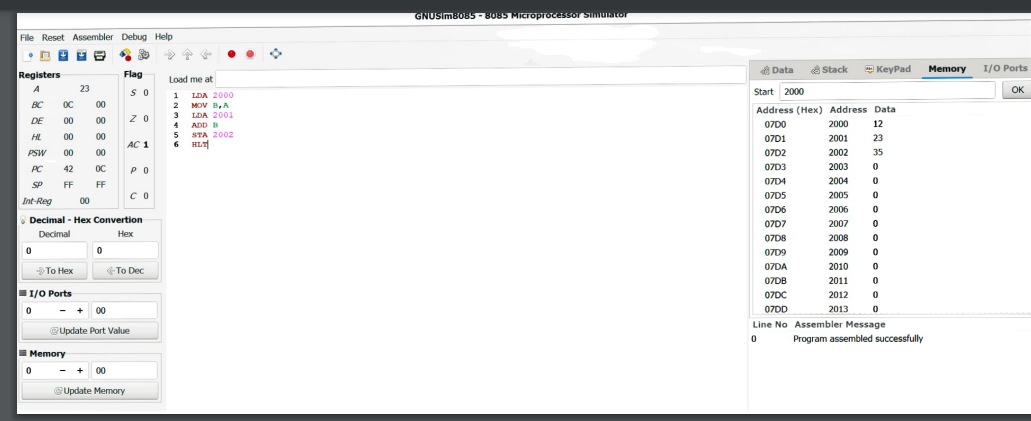 GNUSim8085 - 8085 Microprocessor Simulator
File Reset Assembler Debug Help
Registers
A 23
BC 0C 00
DE 00 00
HL 00 00
PSW 00 00
PC 42 0C
SP FF FF
Int-Reg 00
Flag
S 0
Z 0
AC 1
P 0
C 0
Decimal - Hex Convertion
Decimal Hex
0 0
To Hex To Dec
I/O Ports
0 - + 00
Update Port Value
Memory
0 - + 00
Update Memory
Load me at
1 LDA 2000
2 MOV B,A
3 LDA 2001
4 ADD B
5 STA 2002
6 HLT
Data Stack KeyPad Memory I/O Ports
Start 2000 OK
Address (Hex) Address Data
07D0 2000 12
07D1 2001 23
07D2 2002 35
07D3 2003 0
07D4 2004 0
07D5 2005 0
07D6 2006 0
07D7 2007 0
07D8 2008 0
07D9 2009 0
07DA 2010 0
07DB 2011 0
07DC 2012 0
07DD 2013 0
Line No Assembler Message
0 Program assembled successfully